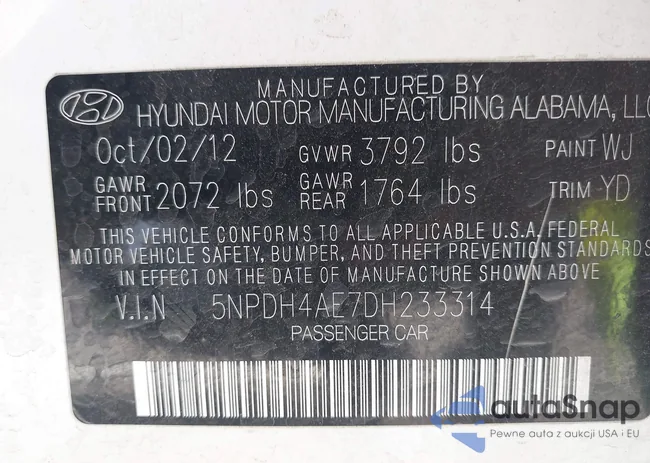 MANUFACTURED BY
HYUNDAI MOTOR MANUFACTURING ALABAMA, LLC
Oct/02/12 GVWR 3792 lbs PAINT WJ
GAWR FRONT 2072 lbs GAWR REAR 1764 lbs TRIM YD
THIS VEHICLE CONFORMS TO ALL APPLICABLE U.S.A. FEDERAL
MOTOR VEHICLE SAFETY, BUMPER, AND THEFT PREVENTION STANDARDS
IN EFFECT ON THE DATE OF MANUFACTURE SHOWN ABOVE
V.I.N 5NPDH4AE7DH233314
PASSENGER CAR
autaSnap
Pewne auta z aukcji USA i EU